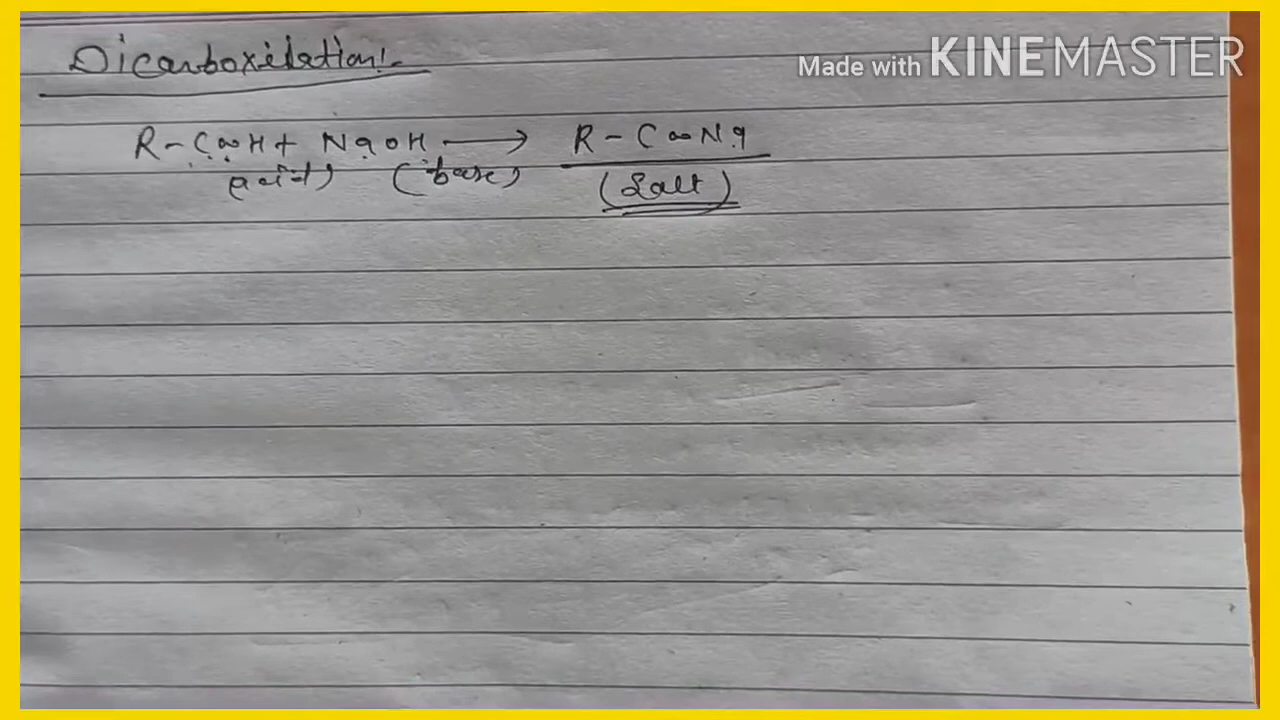 Dicarboxilation:-
Made with KINEMASTER
R-COOH + NaOH → R-COONa
(acid) (base) (Salt)